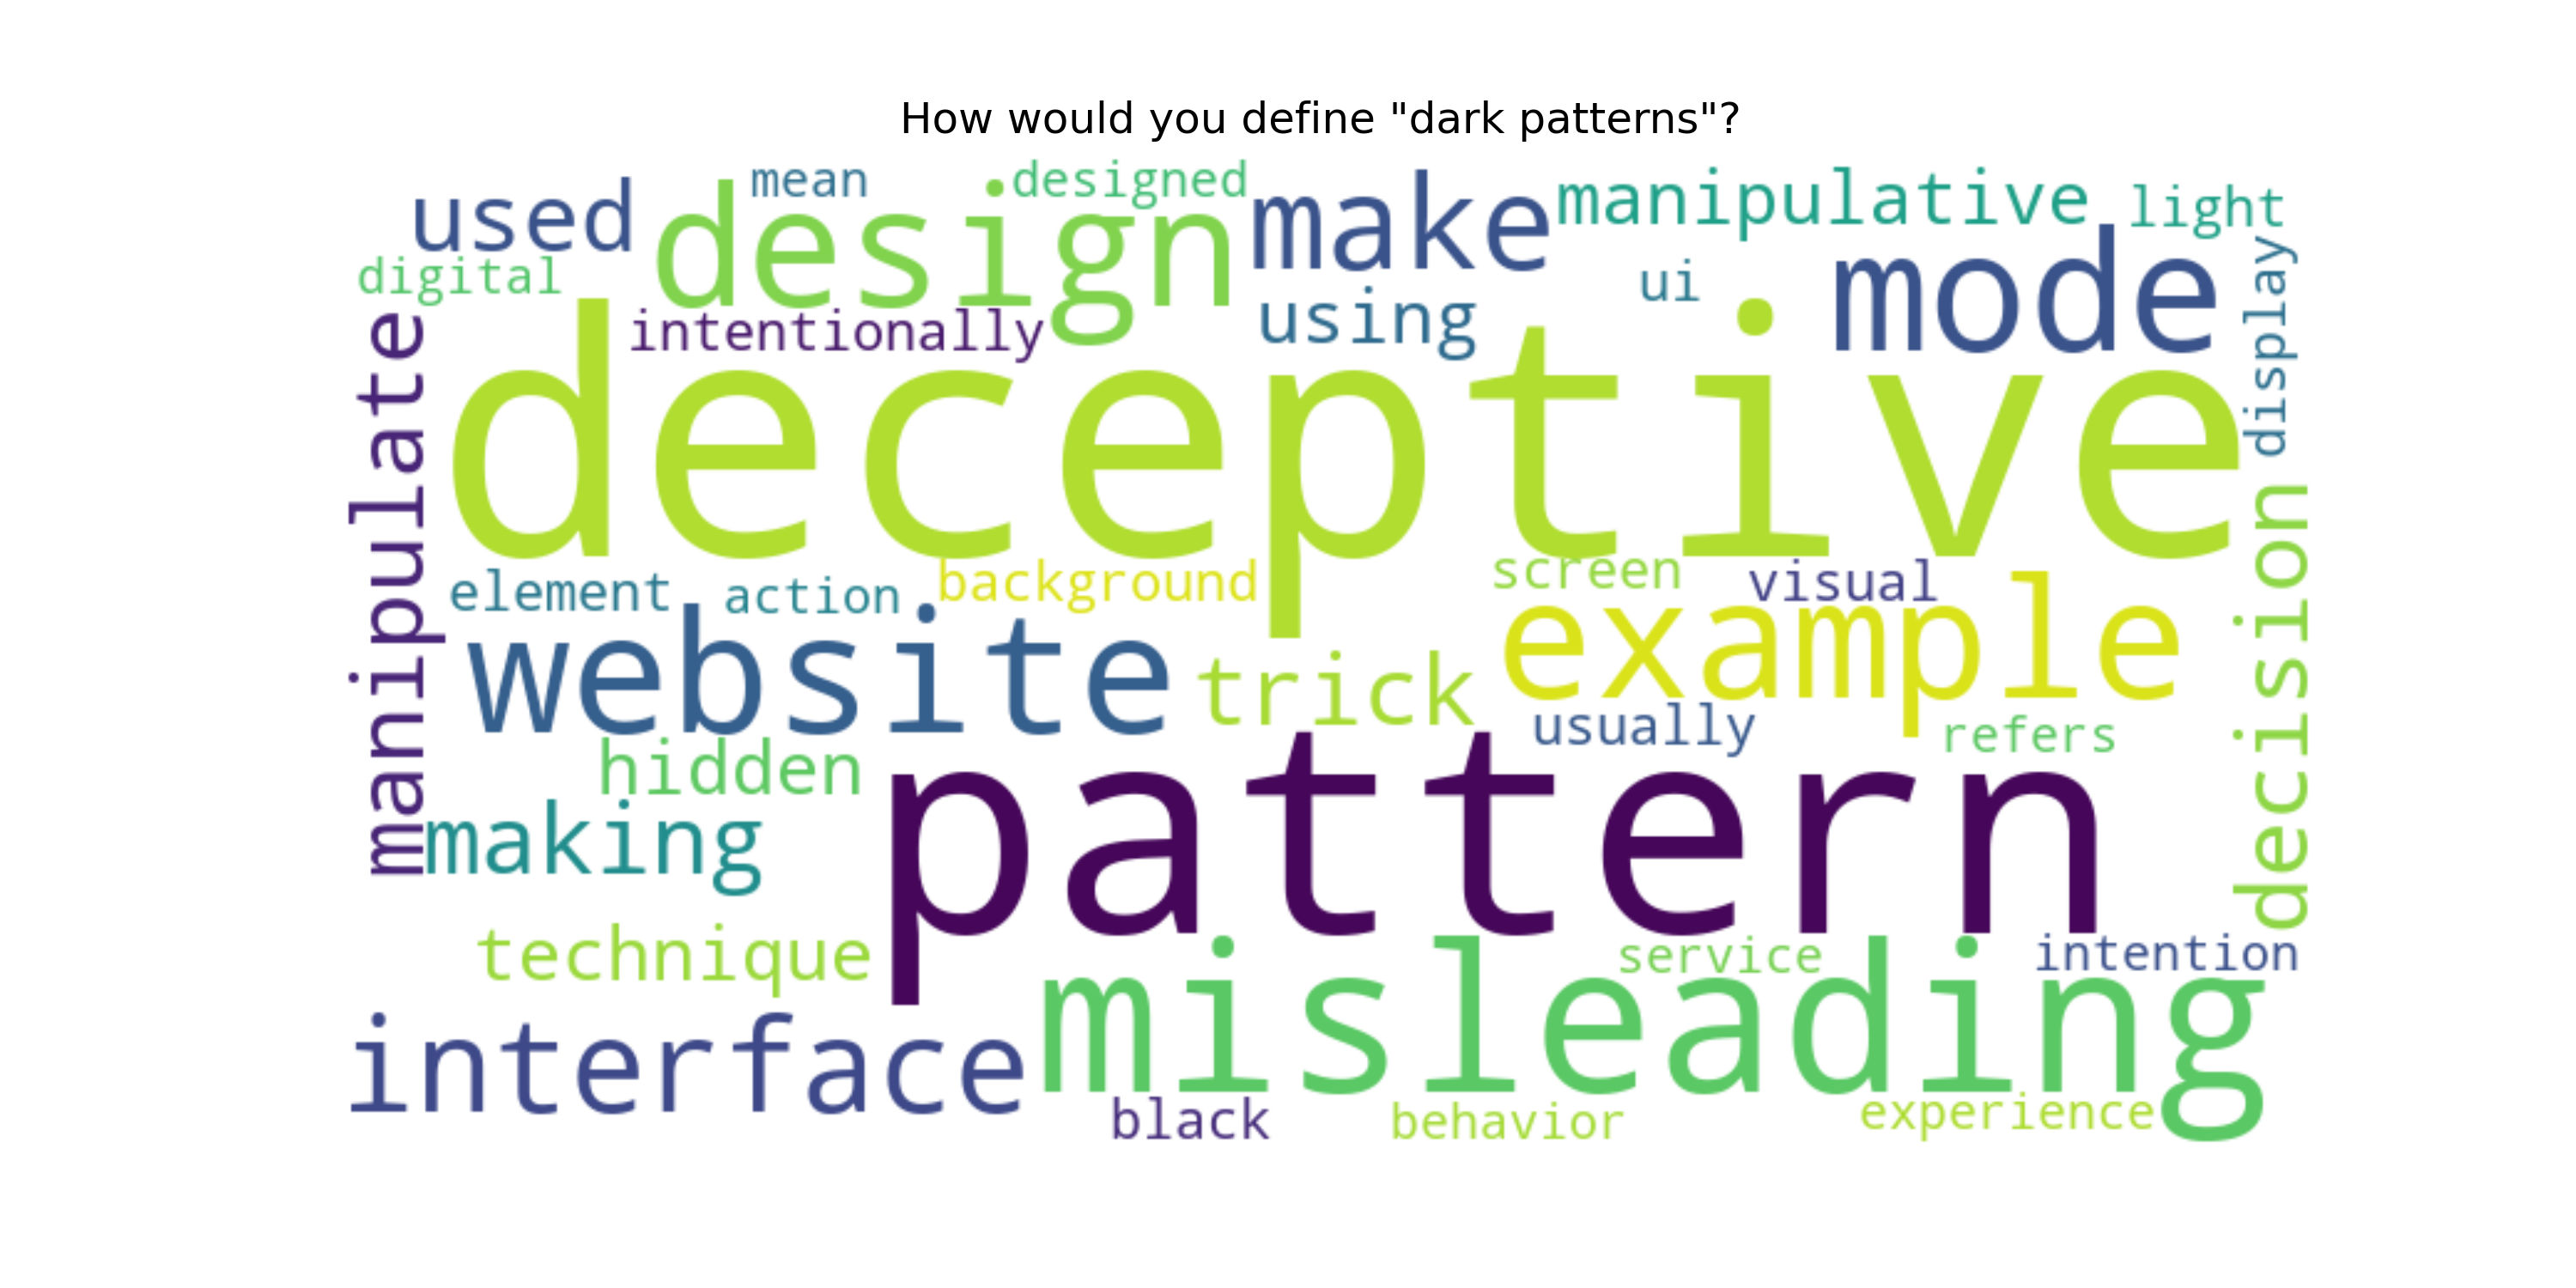 How would you define "dark patterns"?
used
mean
design
designed
make
manipulative
light
digital
intentionally
using
ui
mode
display
manipulate
deceptive
element
action
background
screen
visual
decision
website
trick
example
hidden
usually
refers
making
pattern
technique
service
intention
interface
misleading
black
behavior
experience